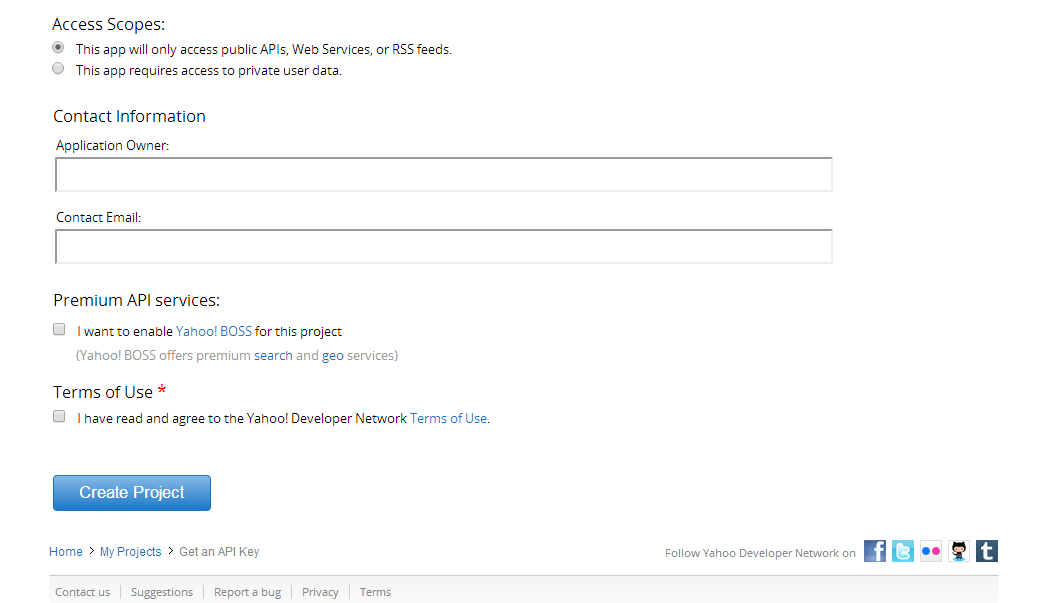 Access Scopes:
This app will only access public APIs, Web Services, or RSS feeds.
This app requires access to private user data.
Contact Information
Application Owner:
Contact Email:
Premium API services:
I want to enable Yahoo! BOSS for this project
(Yahoo! BOSS offers premium search and geo services)
Terms of Use *
I have read and agree to the Yahoo! Developer Network Terms of Use.
Create Project
Home > My Projects > Get an API Key
Follow Yahoo Developer Network on f t t
Contact us | Suggestions | Report a bug | Privacy | Terms